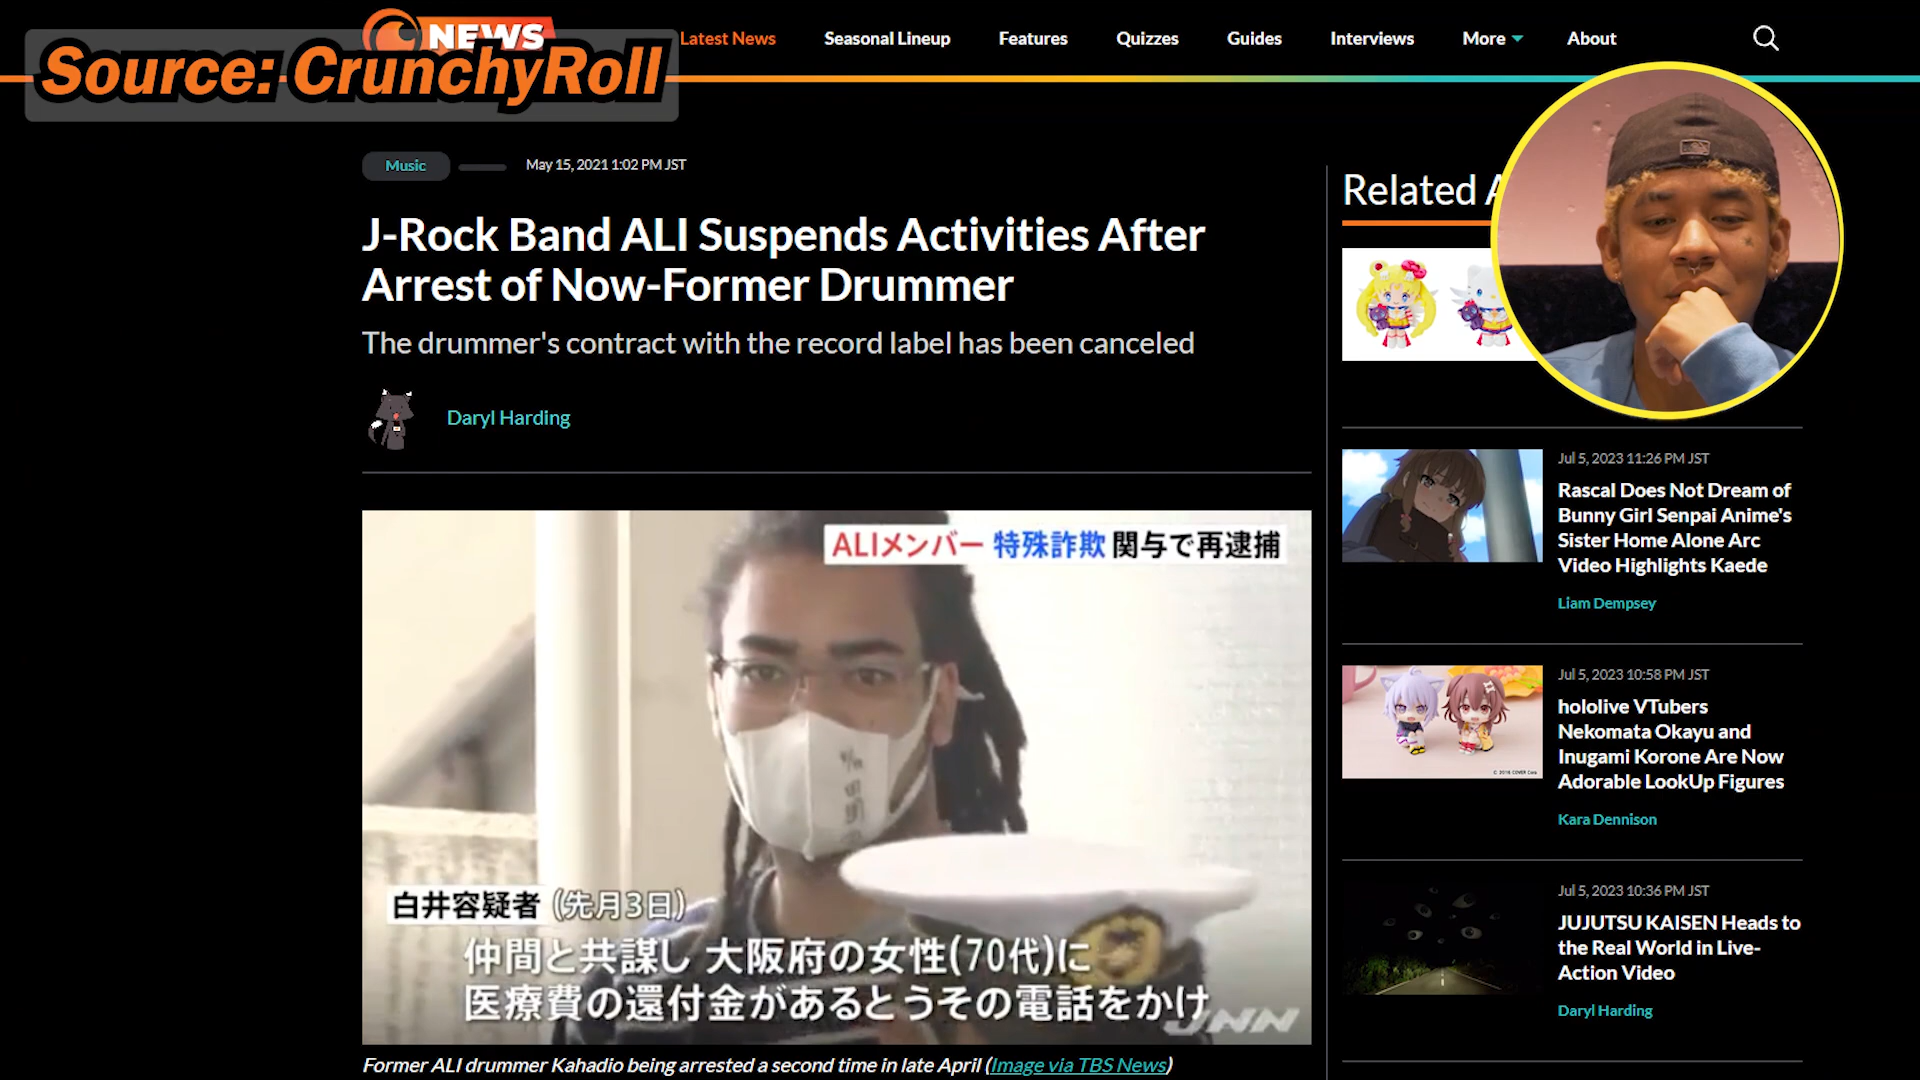 NEWS
Source: CrunchyRoll
Latest News
Seasonal Lineup
Features
Quizzes
Guides
Interviews
More
About
Music
May 15, 2021 1:02 PM JST
J-Rock Band ALI Suspends Activities After
Arrest of Now-Former Drummer
The drummer's contract with the record label has been canceled
Daryl Harding
ALIメンバー 特殊詐欺 関与で再逮捕
白井容疑者 (先月3日)
仲間と共謀し 大阪府の女性(70代)に
医療費の還付金があるとうその電話をかけ
JNN
Former ALI drummer Kahadio being arrested a second time in late April (Image via TBS News)
Related A
Jul 5, 2023 11:26 PM JST
Rascal Does Not Dream of
Bunny Girl Senpai Anime's
Sister Home Alone Arc
Video Highlights Kaede
Liam Dempsey
Jul 5, 2023 10:58 PM JST
hololive VTubers
Nekomata Okayu and
Inugami Korone Are Now
Adorable LookUp Figures
Kara Dennison
© 2016 COVER Corp
Jul 5, 2023 10:36 PM JST
JUJUTSU KAISEN Heads to
the Real World in Live-
Action Video
Daryl Harding